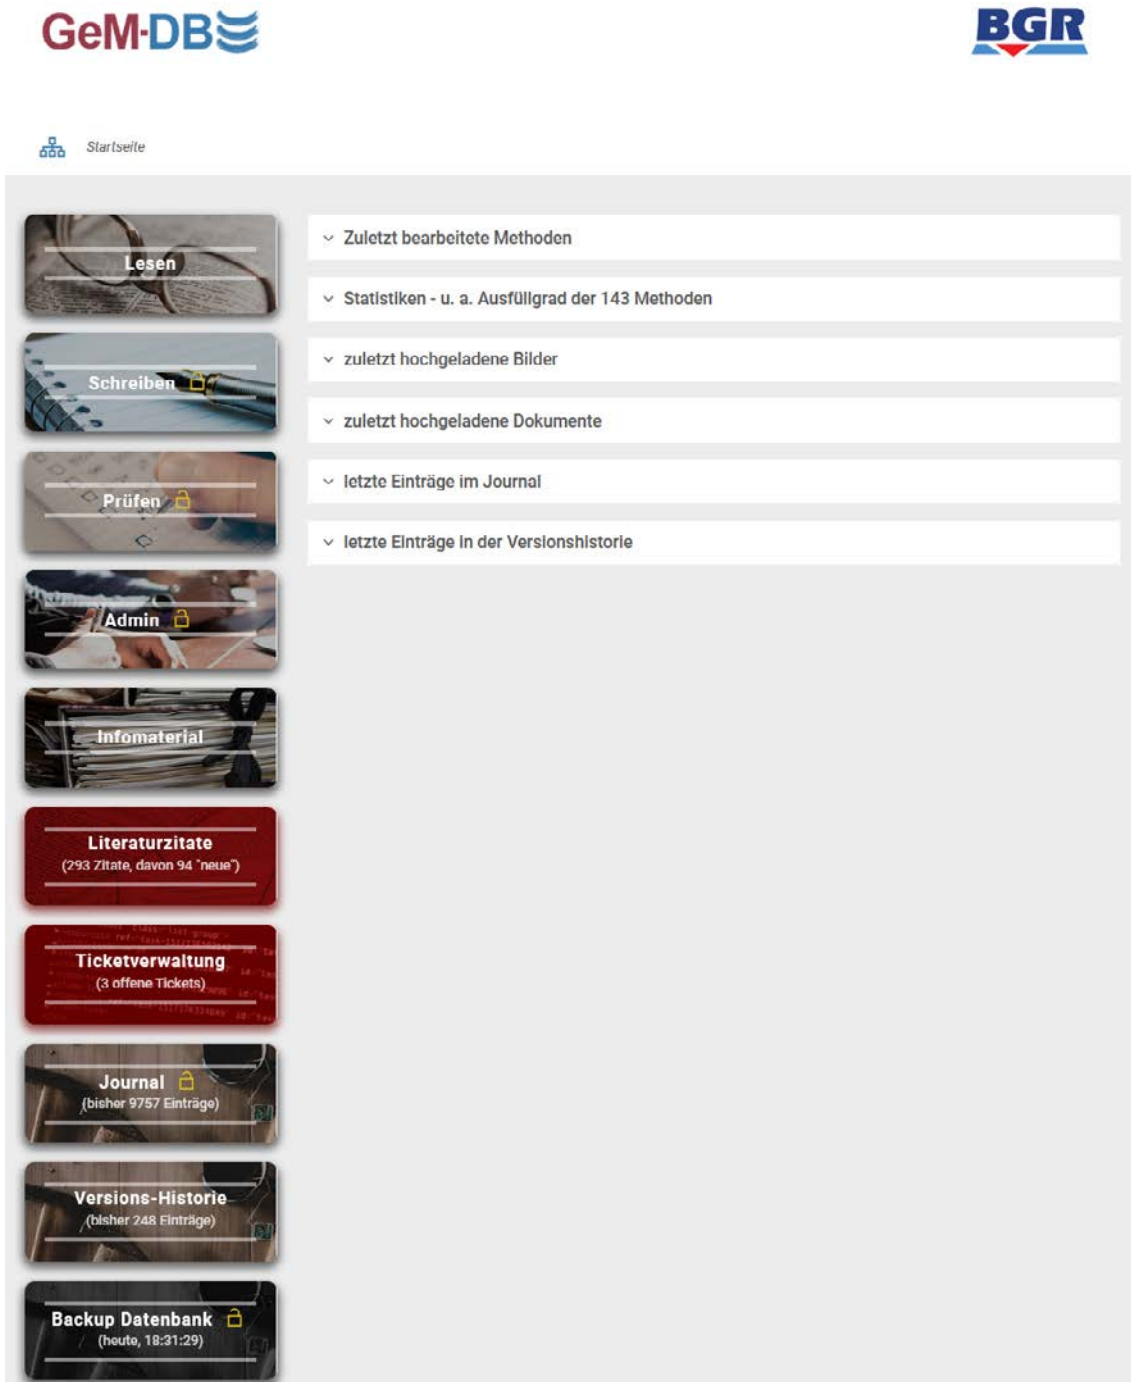 GeM-DB
BGR
Startseite
Lesen
Schreiben
Prüfen
Admin
Infomaterial
Literaturzitate
(293 Zitate, davon 94 "neue")
Ticketverwaltung
(3 offene Tickets)
Journal
(bisher 9757 Einträge)
Versions-Historie
(bisher 248 Einträge)
Backup Datenbank
(heute, 18:31:29)
Zuletzt bearbeitete Methoden
Statistiken - u. a. Ausfüllgrad der 143 Methoden
zuletzt hochgeladene Bilder
zuletzt hochgeladene Dokumente
letzte Einträge im Journal
letzte Einträge in der Versionshistorie